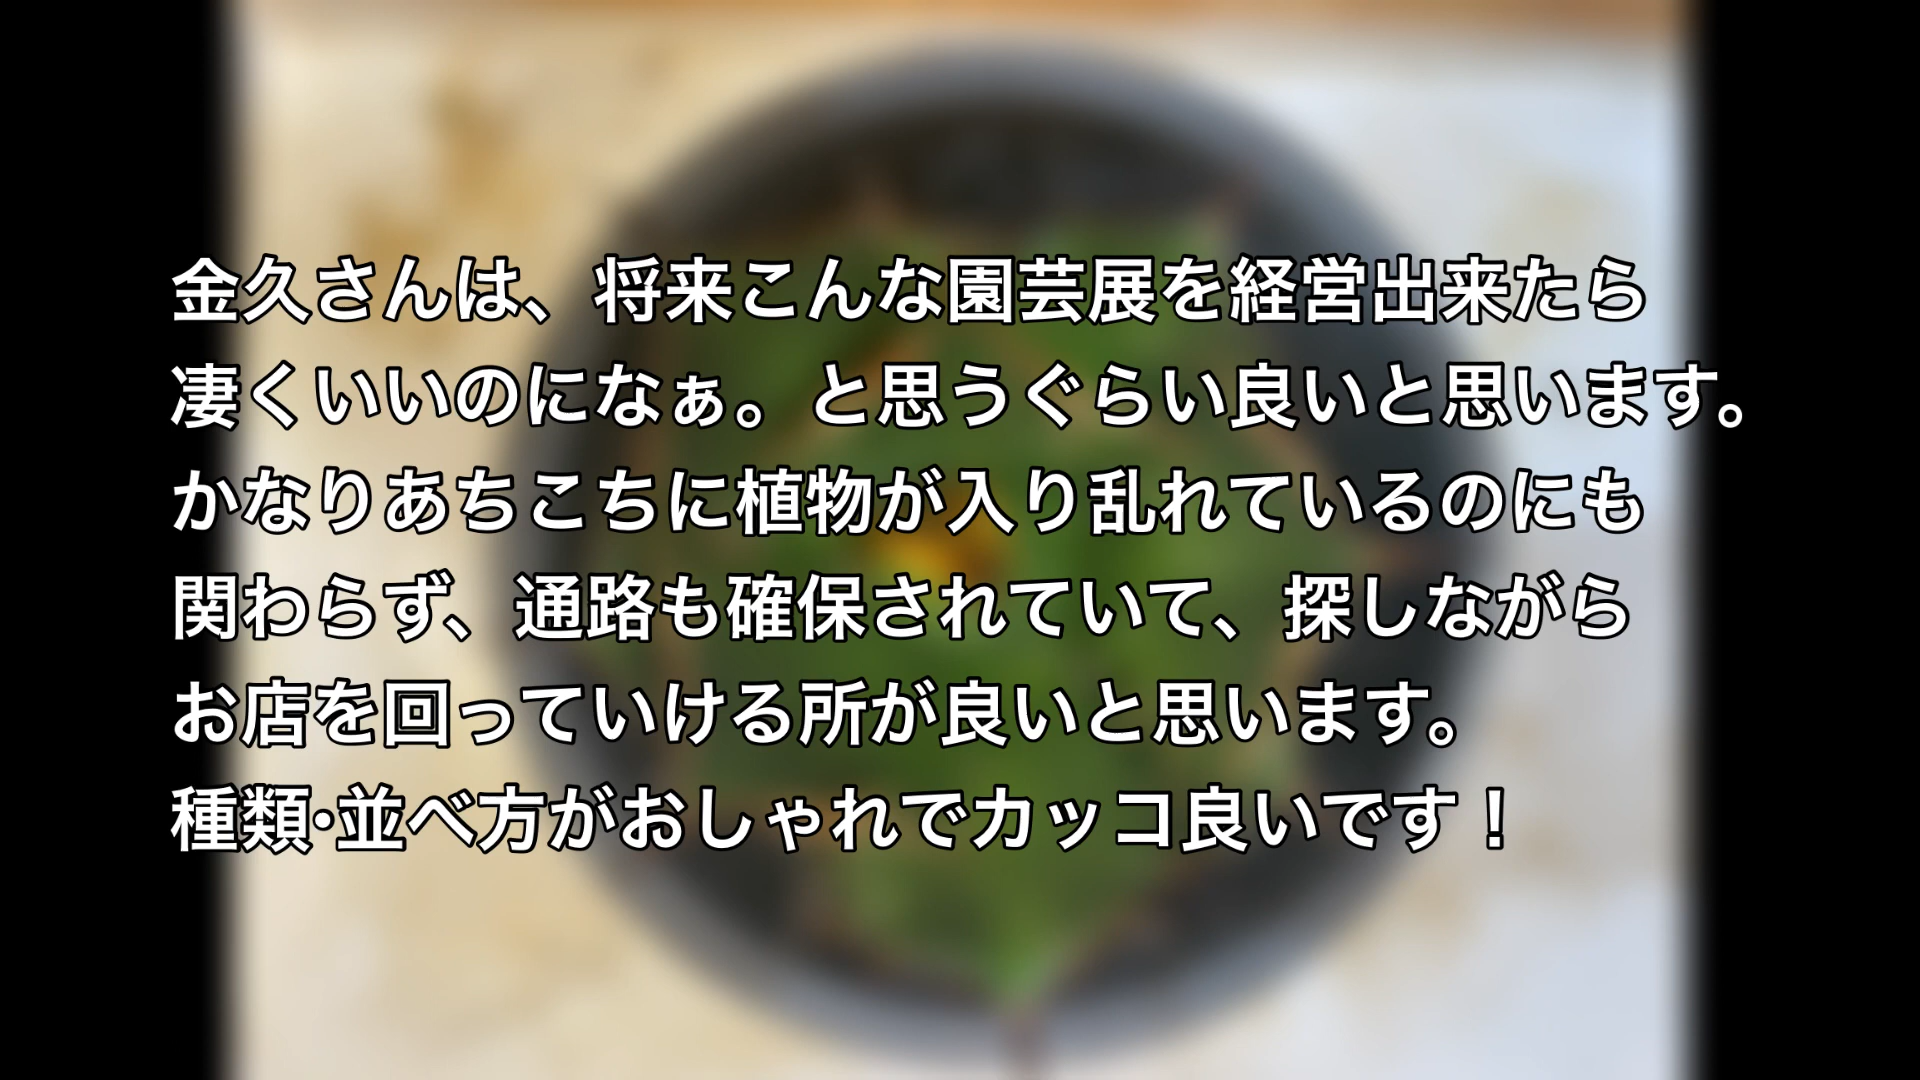 金久さんは、将来こんな園芸展を経営出来たら
凄くいいのになぁ。と思うぐらい良いと思います。
かなりあちこちに植物が入り乱れているのにも
関わらず、通路も確保されていて、探しながら
お店を回っていける所が良いと思います。
種類·並べ方がおしゃれでカッコ良いです！